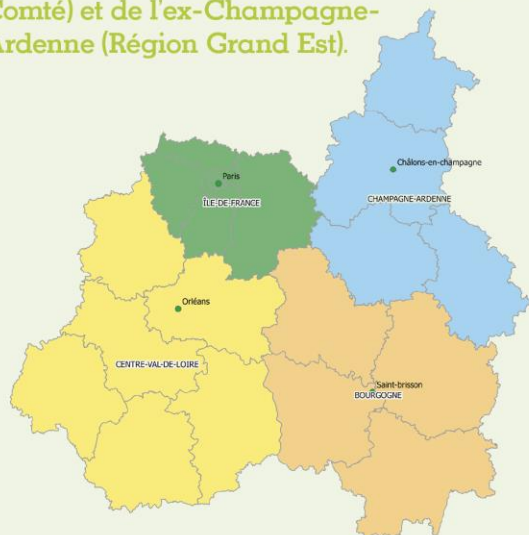 Comté) et de l'ex-Champagne-
Ardenne (Région Grand Est).
Châlons-en-champagne
Paris
CHAMPAGNE-ARDENNE
ÎLE-DE-FRANCE
Orléans
CENTRE-VAL-DE-LOIRE
Saint-brisson
BOURGOGNE